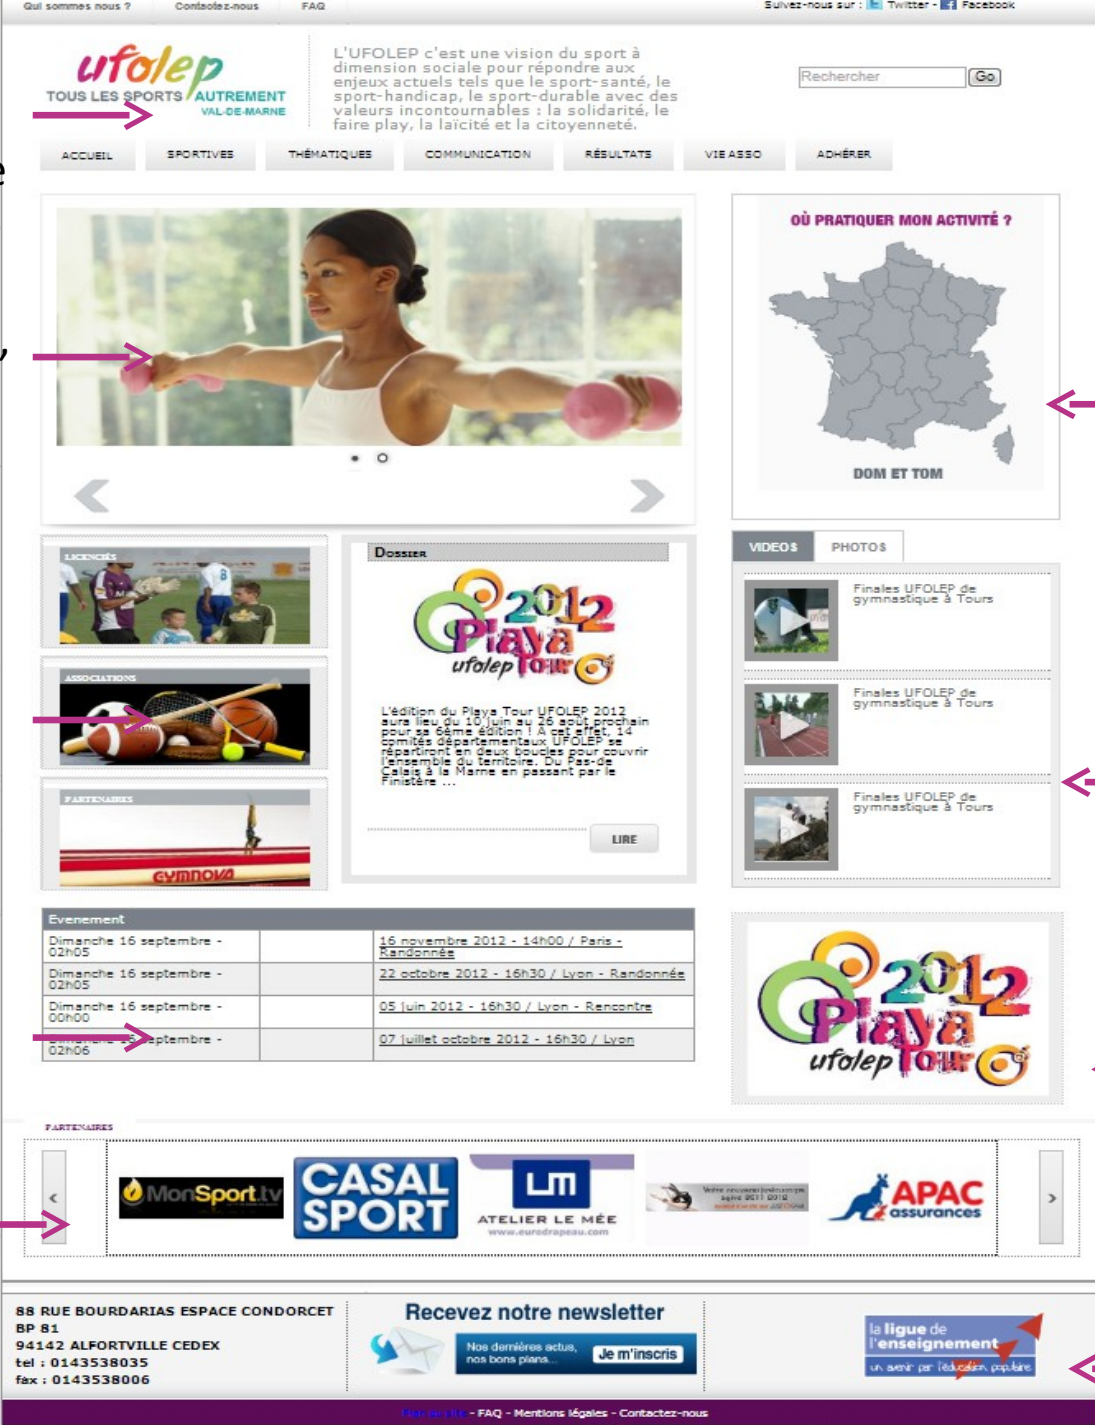 Qui sommes nous ?
Contactez-nous
FAQ
Suivez-nous sur : Twitter - Facebook
ufolep
TOUS LES SPORTS AUTREMENT
VAL-DE-MARNE
L'UFOLEP c'est une vision du sport à
dimension sociale pour répondre aux
enjeux actuels tels que le sport-santé, le
sport-handicap, le sport-durable avec des
valeurs incontournables : la solidarité, le
faire play, la laïcité et la citoyenneté.
Rechercher
Go
ACCUEIL
SPORTIVES
THÉMATIQUES
COMMUNICATION
RÉSULTATS
VIE ASSO
ADHÉRER
e
,
OÙ PRATIQUER MON ACTIVITÉ ?
DOM ET TOM
LICENCIÉS
ASSOCIATIONS
PARTENAIRES
GYMNOVA
Dossier
2012
Playa
ufolep Tour
L'édition du Playa Tour UFOLEP 2012
aura lieu du 10 juin au 26 août prochain
pour sa 6ème édition ! A cet effet, 14
comités départementaux UFOLEP se
répartiront en deux boucles pour couvrir
l'ensemble du territoire. Du Pas-de
Calais à la Marne en passant par le
Finistère ...
LIRE
VIDEOS
PHOTOS
Finales UFOLEP de
gymnastique à Tours
Finales UFOLEP de
gymnastique à Tours
Finales UFOLEP de
gymnastique à Tours
Evenement
Dimanche 16 septembre -
02h05
16 novembre 2012 - 14h00 / Paris -
Randonnée
Dimanche 16 septembre -
02h05
22 octobre 2012 - 16h30 / Lyon - Randonnée
Dimanche 16 septembre -
00h00
05 juin 2012 - 16h30 / Lyon - Rencontre
Dimanche 16 septembre -
02h06
07 juillet octobre 2012 - 16h30 / Lyon
2012
Playa
ufolep Tour
PARTENAIRES
<
MonSport.tv
CASAL
SPORT
LM
ATELIER LE MÉE
www.eurodrapeau.com
APAC
assurances
>
88 RUE BOURDARIAS ESPACE CONDORCET
BP 81
94142 ALFORTVILLE CEDEX
tel : 0143538035
fax : 0143538006
Recevez notre newsletter
Nos dernières actus,
nos bons plans...
Je m'inscris
la ligue de
l'enseignement
un avenir par l'éducation populaire
- FAQ - Mentions légales - Contactez-nous